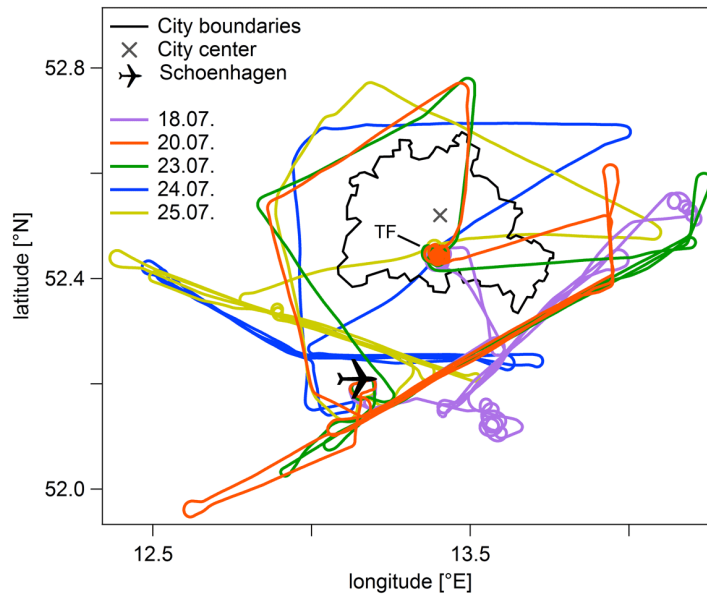 City boundaries
City center
Schoenhagen
18.07.
20.07.
23.07.
24.07.
25.07.
TF
52.8
52.4
52.0
latitude [°N]
12.5
13.5
longitude [°E]